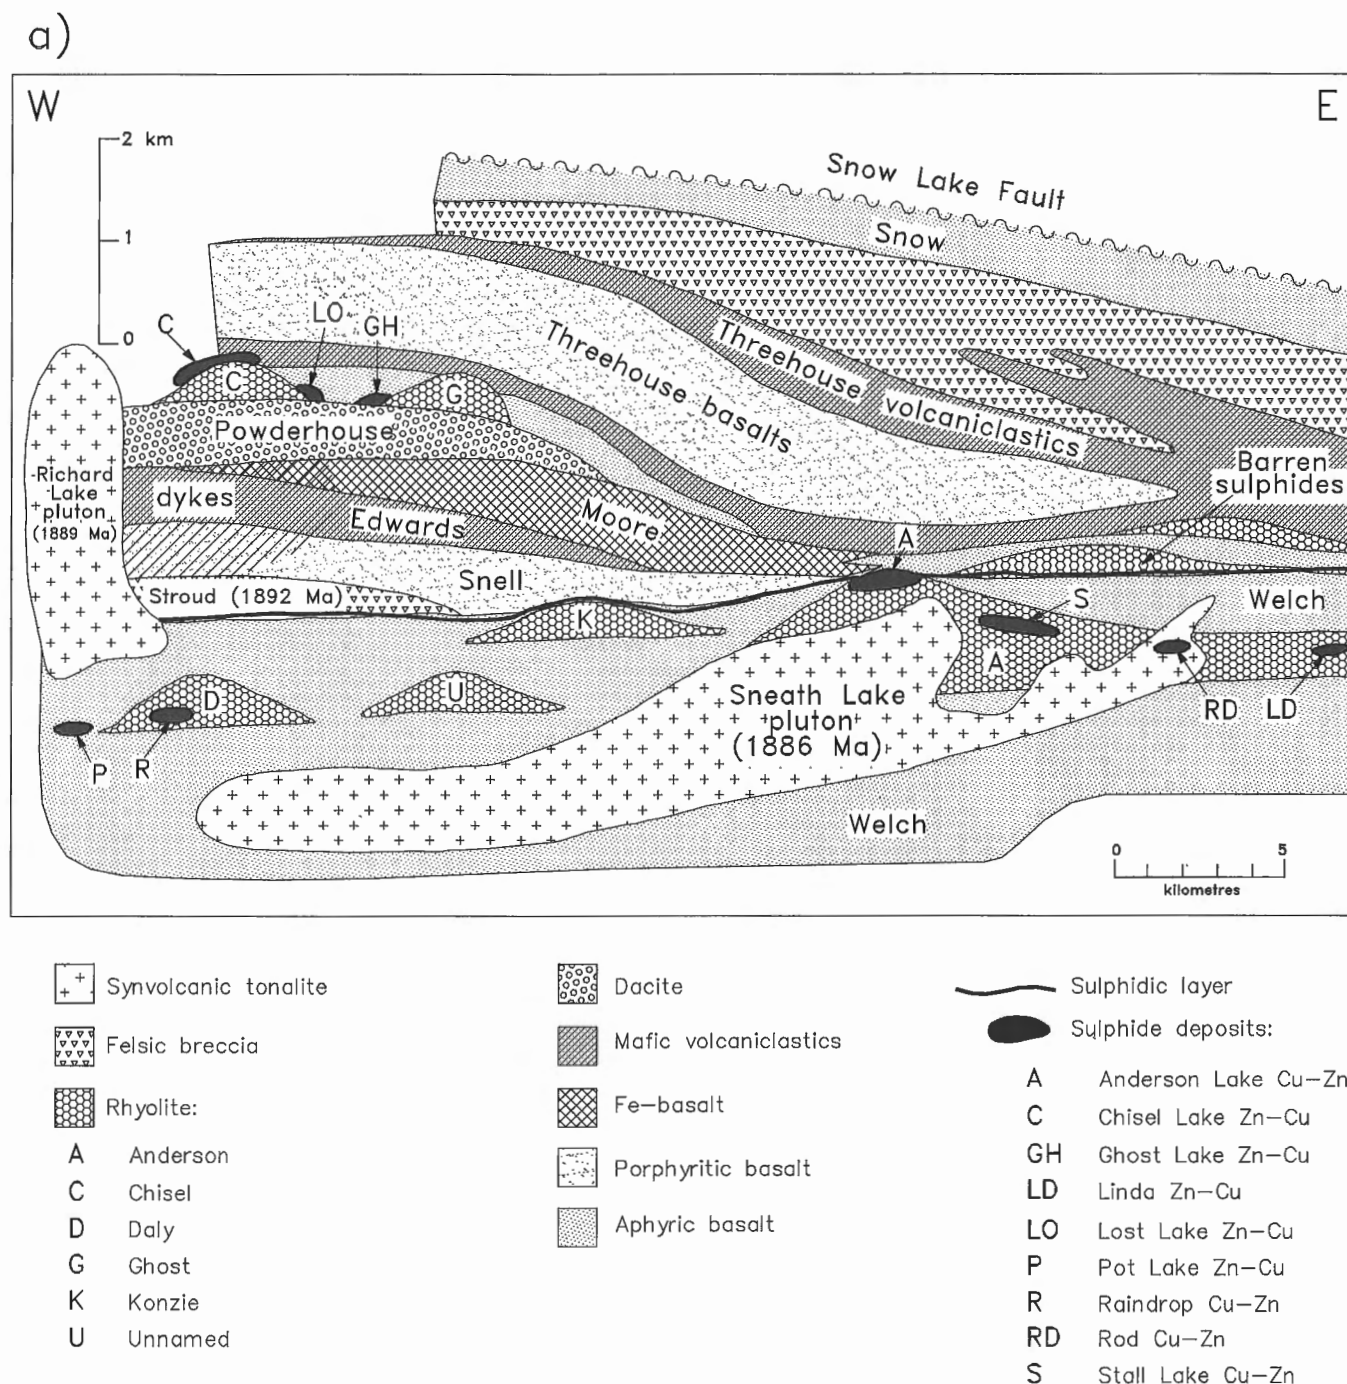 a)
W
E
2 km
1
0
Snow Lake Fault
Snow
C
LO
GH
Threehouse basalts
Threehouse volcaniclastics
C
G
Powderhouse
Barren
sulphides
Richard
Lake
pluton
(1889 Ma)
dykes
Edwards
Moore
A
Snell
Stroud (1892 Ma)
S
Welch
K
A
D
U
Sneath Lake
pluton
(1886 Ma)
RD
LD
P
R
Welch
0
5
kilometres
Synvolcanic tonalite
Felsic breccia
Rhyolite:
A Anderson
C Chisel
D Daly
G Ghost
K Konzie
U Unnamed
Dacite
Mafic volcaniclastics
Fe-basalt
Porphyritic basalt
Aphyric basalt
Sulphidic layer
Sulphide deposits:
A Anderson Lake Cu-Zn
C Chisel Lake Zn-Cu
GH Ghost Lake Zn-Cu
LD Linda Zn-Cu
LO Lost Lake Zn-Cu
P Pot Lake Zn-Cu
R Raindrop Cu-Zn
RD Rod Cu-Zn
S Stall Lake Cu-Zn